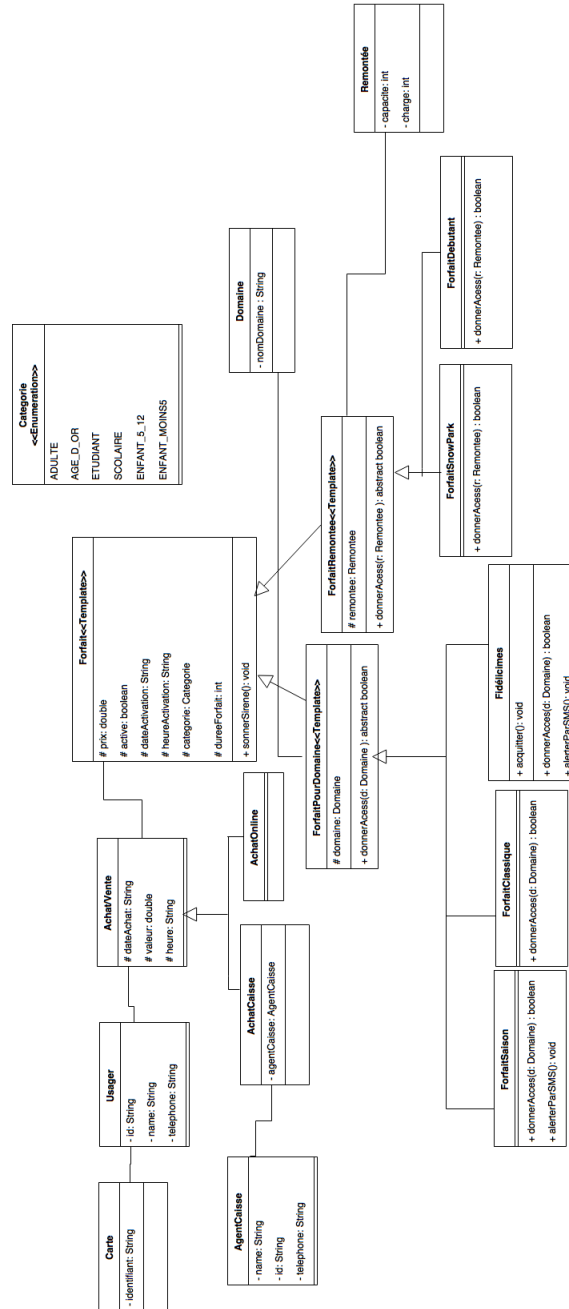 Carte
- identifiant: String
Usager
- id: String
- name: String
- telephone: String
Achat/Vente
# dateAchat: String
# valeur: double
# heure: String
Forfait<<Template>>
# prix: double
# active: boolean
# dateActivation: String
# heureActivation: String
# categorie: Categorie
# dureeForfait: int
+ sonnerSirene(): void
Categorie
<<Enumeration>>
ADULTE
AGE_D_OR
ETUDIANT
SCOLAIRE
ENFANT_5_12
ENFANT_MOINS5
AgentCaisse
- name: String
- id: String
- telephone: String
AchatCaisse
- agentCaisse: AgentCaisse
AchatOnline
Domaine
- nomDomaine : String
ForfaitPourDomaine<<Template>>
# domaine: Domaine
+ donnerAcess(d: Domaine ): abstract boolean
ForfaitRemontee<<Template>>
# remontee: Remontee
+ donnerAcess(r: Remontee ): abstract boolean
Remontée
- capacite: int
- charge: int
ForfaitSaison
+ donnerAcces(d: Domaine) : boolean
+ alerterParSMS(): void
ForfaitClassique
+ donnerAcces(d: Domaine) : boolean
Fidélicimes
+ acquitter(): void
+ donnerAcces(d: Domaine) : boolean
+ alerterParSMS(): void
ForfaitSnowPark
+ donnerAcess(r: Remontee) : boolean
ForfaitDebutant
+ donnerAcess(r: Remontee) : boolean